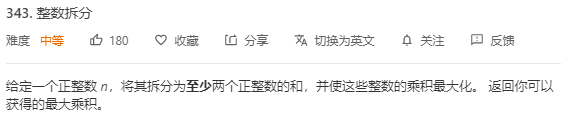 343. 整数拆分
难度 中等 180 收藏 分享 切换为英文 关注 反馈
给定一个正整数 n，将其拆分为至少两个正整数的和，并使这些整数的乘积最大化。 返回你可以
获得的最大乘积。